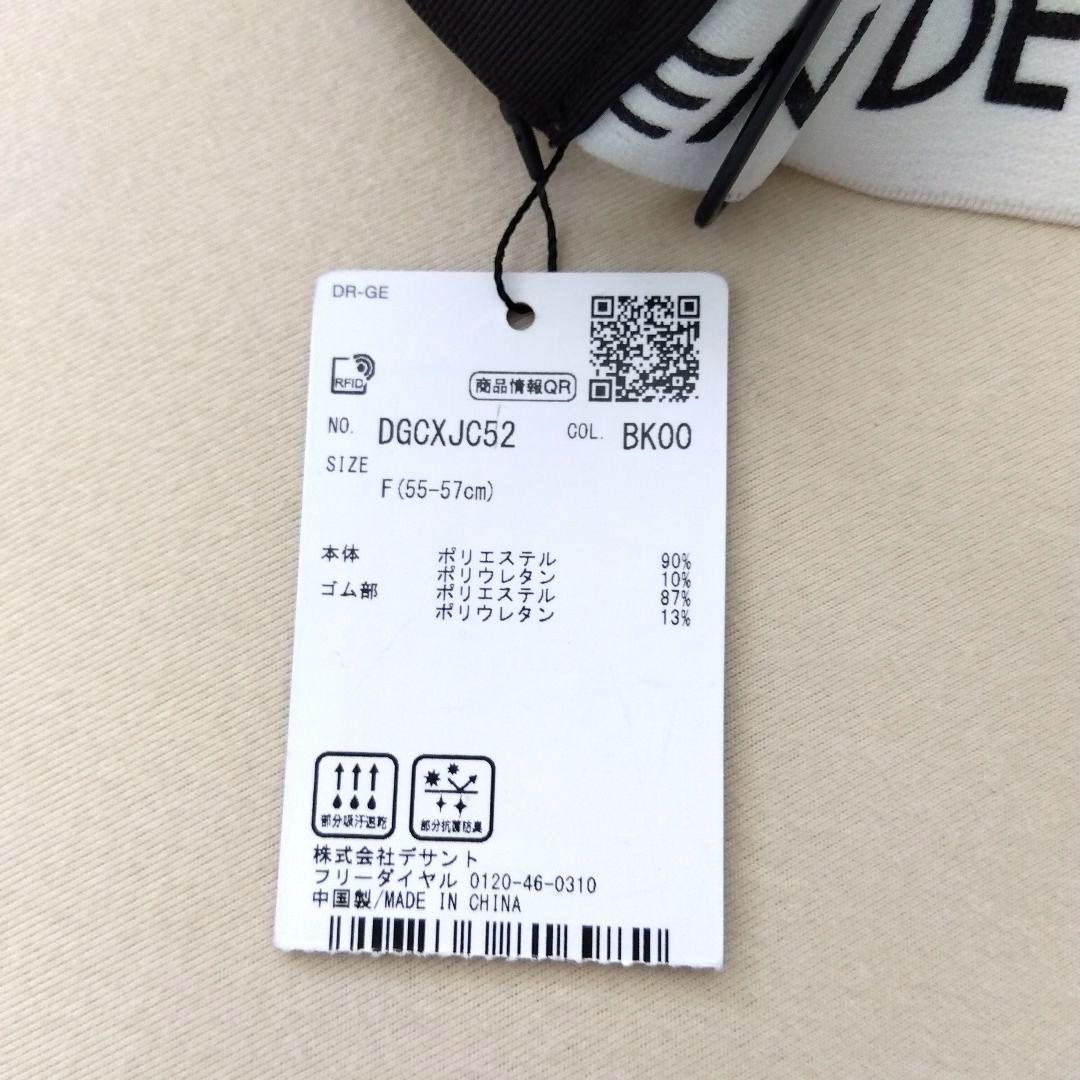 DE
DR-GE
RFID
商品情報QR
NO. DGCXJC52 COL. BK00
SIZE
F(55-57cm)
本体 ポリエステル 90%
ポリウレタン 10%
ゴム部 ポリエステル 87%
ポリウレタン 13%
部分吸汗速乾 部分抗菌防臭
株式会社デサント
フリーダイヤル 0120-46-0310
中国製/MADE IN CHINA